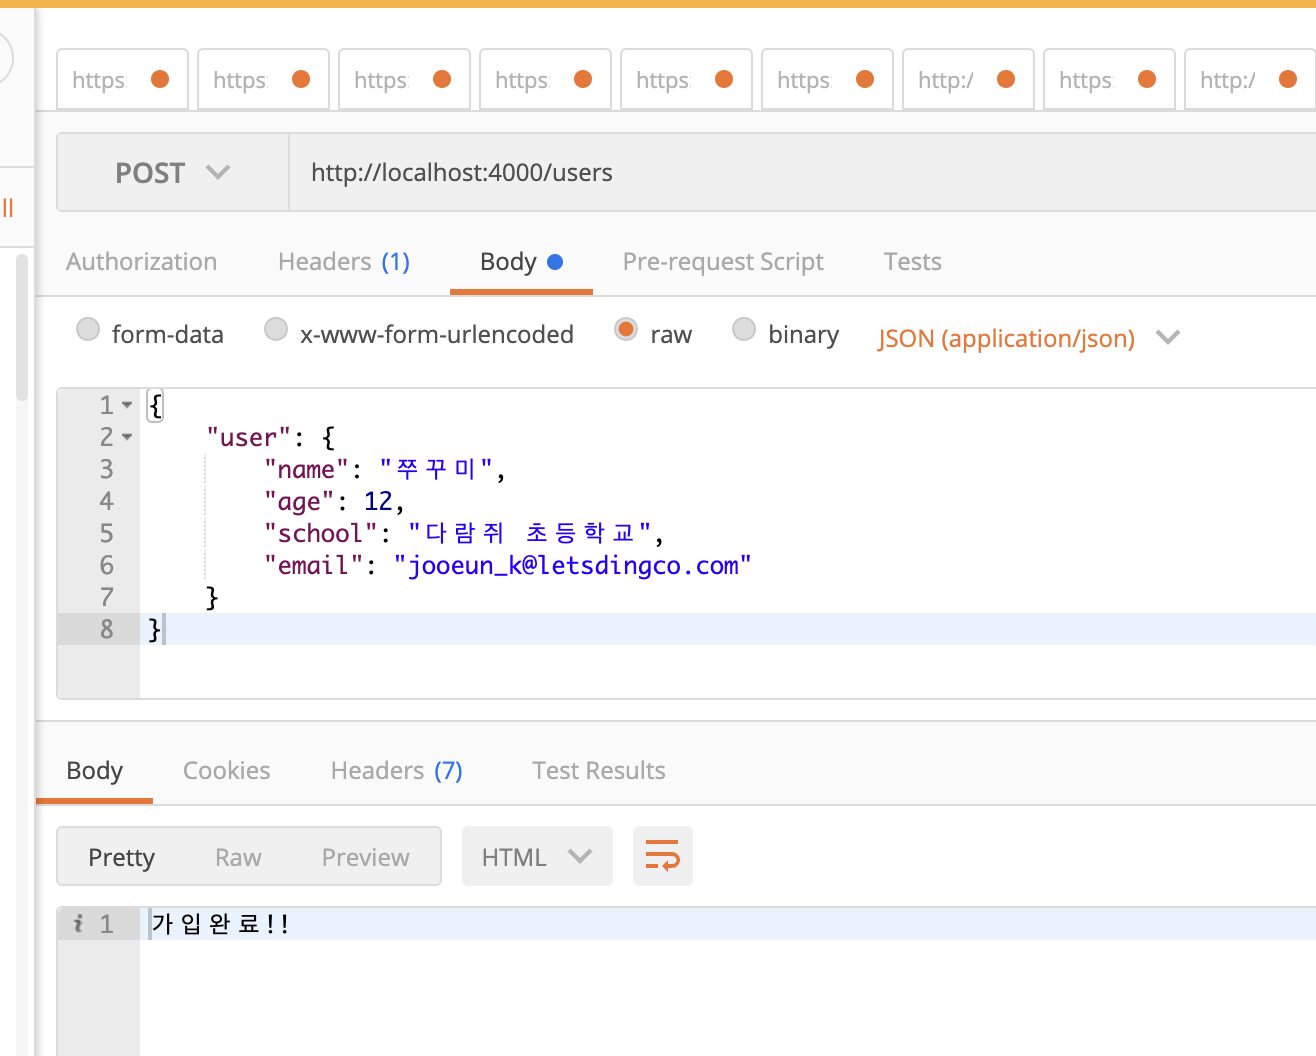 https: https: https: https: https: https: http:/ https: http:/
POST http://localhost:4000/users
Authorization Headers (1) Body Pre-request Script Tests
form-data x-www-form-urlencoded raw binary JSON (application/json)
1 {
2 "user": {
3 "name": "쭈꾸미",
4 "age": 12,
5 "school": "다람쥐 초등학교",
6 "email": "jooeun_k@letsdingco.com"
7 }
8 }
Body Cookies Headers (7) Test Results
Pretty Raw Preview HTML
i 1 가입완료!!